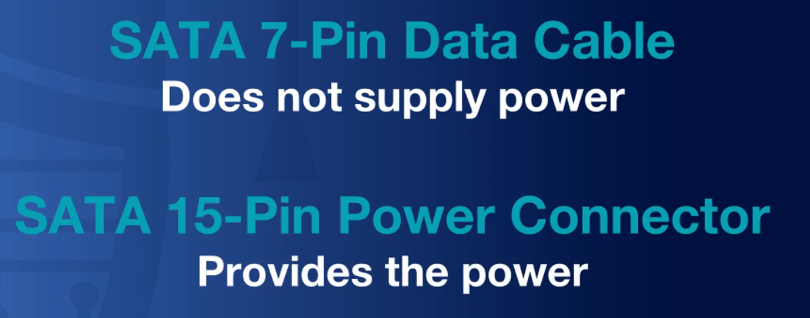 SATA 7-Pin Data Cable
Does not supply power
SATA 15-Pin Power Connector
Provides the power